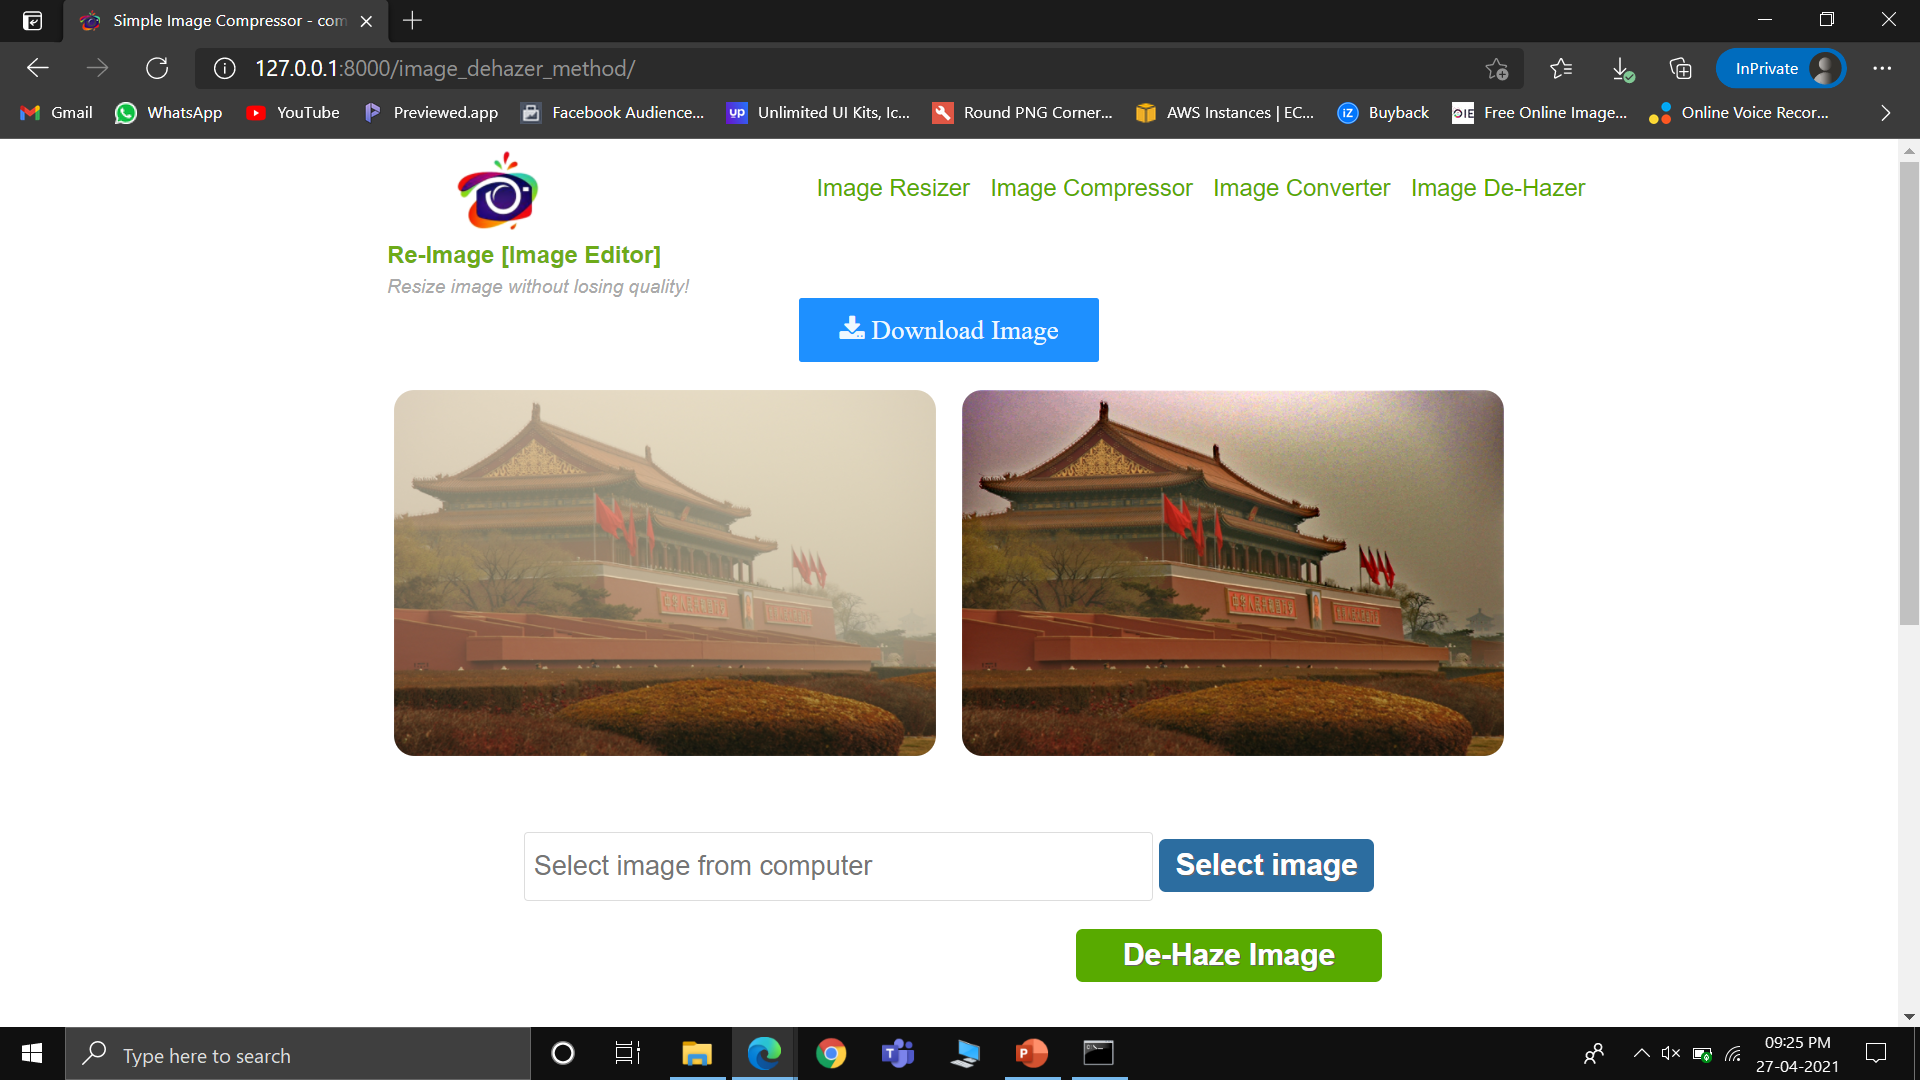 Simple Image Compressor - com
127.0.0.1:8000/image_dehazer_method/
InPrivate
Gmail
WhatsApp
YouTube
Previewed.app
Facebook Audience...
up
Unlimited UI Kits, Ic...
Round PNG Corner...
AWS Instances | EC...
iZ
Buyback
OIE
Free Online Image...
Online Voice Recor...
Image Resizer
Image Compressor
Image Converter
Image De-Hazer
Re-Image [Image Editor]
Resize image without losing quality!
Download Image
Select image from computer
Select image
De-Haze Image
Type here to search
09:25 PM
27-04-2021